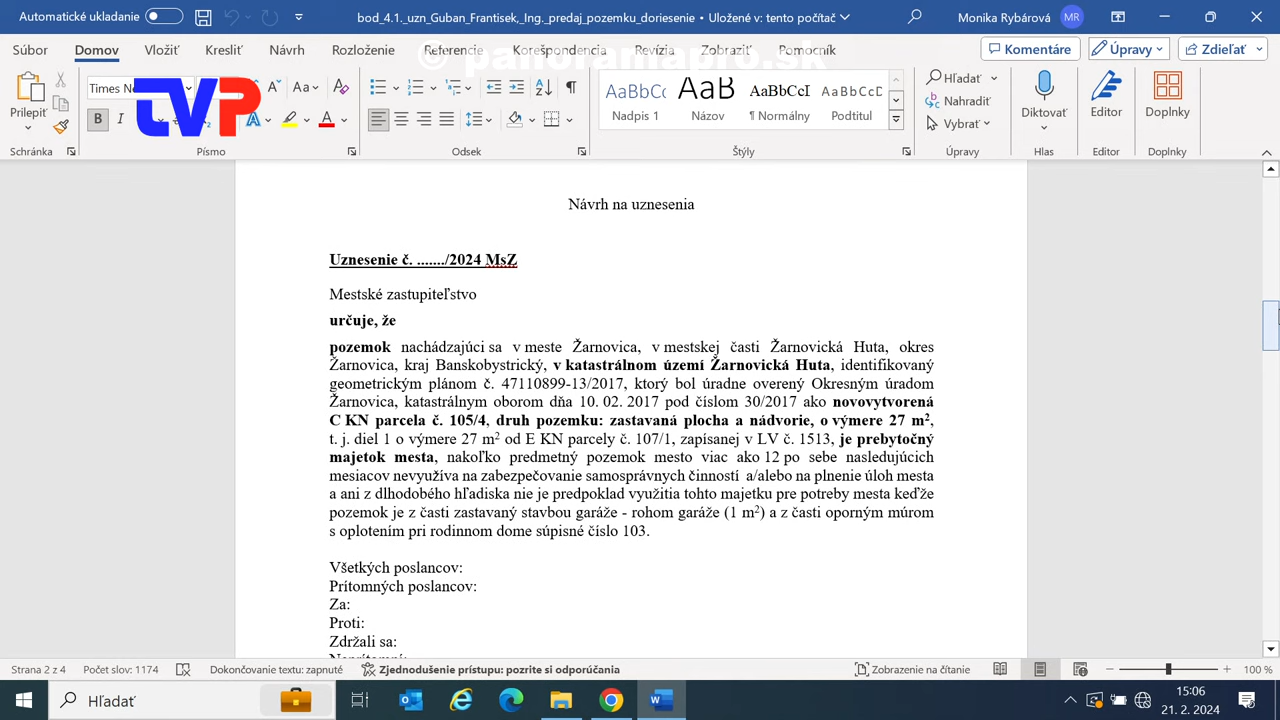 Automatické ukladanie
bod_4.1._uzn_Guban_Frantisek,_Ing._predaj_pozemku_doriesenie • Uložené v: tento počítač
Monika Rybárová
MR
Súbor Domov Vložiť Kresliť Návrh Rozloženie Referencie Korešpondencia Revízia Zobraziť Pomocník
Komentáre Úpravy Zdieľať
© panoramapro.sk
Prilepiť
Times Ne
TVP
AaBbCc AaB AaBbCcI AaBbCcD
Nadpis 1 Názov ¶ Normálny Podtitul
Hľadať
Nahradiť
Vybrať
Diktovať Editor Doplnky
Schránka Písmo Odsek Štýly Úpravy Hlas Editor Doplnky
Návrh na uznesenia
Uznesenie č. ......./2024 MsZ
Mestské zastupiteľstvo
určuje, že
pozemok nachádzajúci sa v meste Žarnovica, v mestskej časti Žarnovická Huta, okres
Žarnovica, kraj Banskobystrický, v katastrálnom území Žarnovická Huta, identifikovaný
geometrickým plánom č. 47110899-13/2017, ktorý bol úradne overený Okresným úradom
Žarnovica, katastrálnym oborom dňa 10. 02. 2017 pod číslom 30/2017 ako novovytvorená
C KN parcela č. 105/4, druh pozemku: zastavaná plocha a nádvorie, o výmere 27 m²,
t. j. diel 1 o výmere 27 m² od E KN parcely č. 107/1, zapísanej v LV č. 1513, je prebytočný
majetok mesta, nakoľko predmetný pozemok mesto viac ako 12 po sebe nasledujúcich
mesiacov nevyužíva na zabezpečovanie samosprávnych činností a/alebo na plnenie úloh mesta
a ani z dlhodobého hľadiska nie je predpoklad využitia tohto majetku pre potreby mesta keďže
pozemok je z časti zastavaný stavbou garáže - rohom garáže (1 m²) a z časti oporným múrom
s oplotením pri rodinnom dome súpisné číslo 103.
Všetkých poslancov:
Prítomných poslancov:
Za:
Proti:
Zdržali sa:
Strana 2 z 4 Počet slov: 1174 Dokončovanie textu: zapnuté Zjednodušenie prístupu: pozrite si odporúčania Zobrazenie na čítanie 100 %
Hľadať
15:06
21. 2. 2024